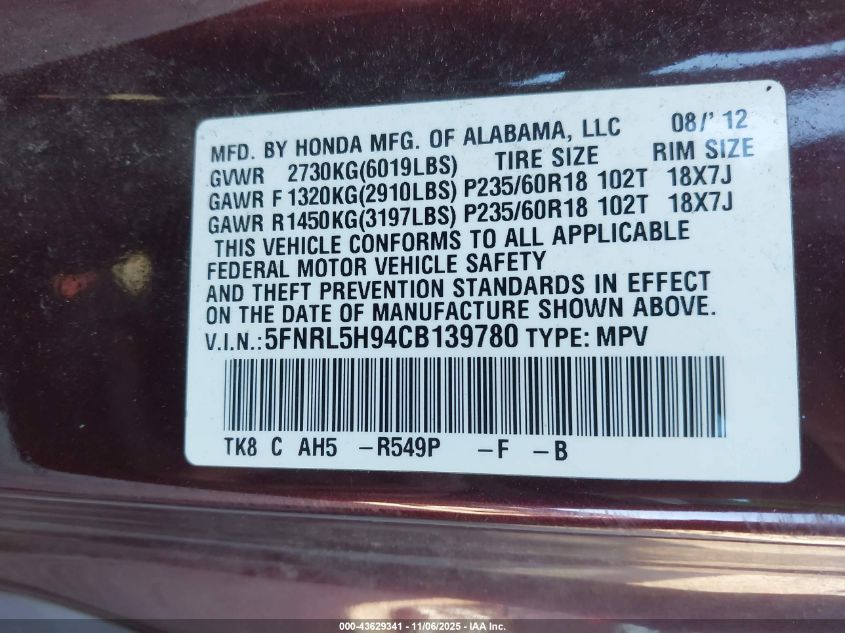 MFD. BY HONDA MFG. OF ALABAMA, LLC 08/'12
GVWR 2730KG(6019LBS) TIRE SIZE RIM SIZE
GAWR F 1320KG(2910LBS) P235/60R18 102T 18X7J
GAWR R1450KG(3197LBS) P235/60R18 102T 18X7J
THIS VEHICLE CONFORMS TO ALL APPLICABLE
FEDERAL MOTOR VEHICLE SAFETY
AND THEFT PREVENTION STANDARDS IN EFFECT
ON THE DATE OF MANUFACTURE SHOWN ABOVE.
V.I.N.:5FNRL5H94CB139780 TYPE: MPV
TK8 C AH5 -R549P -F -B
000-43629341 - 11/06/2025 - IAA Inc.